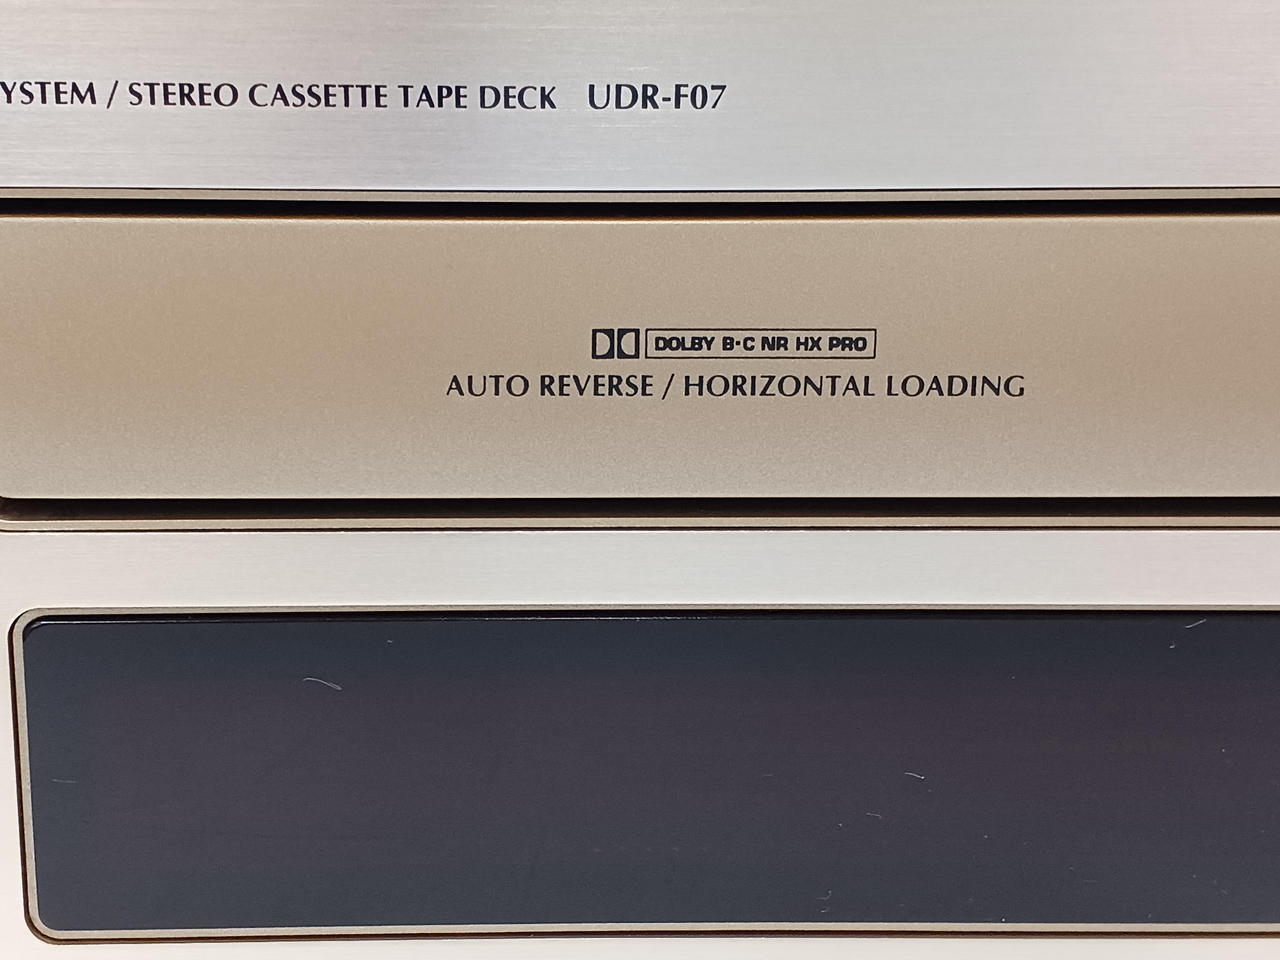 YSTEM / STEREO CASSETTE TAPE DECK UDR-F07
DOLBY B·C NR HX PRO
AUTO REVERSE / HORIZONTAL LOADING